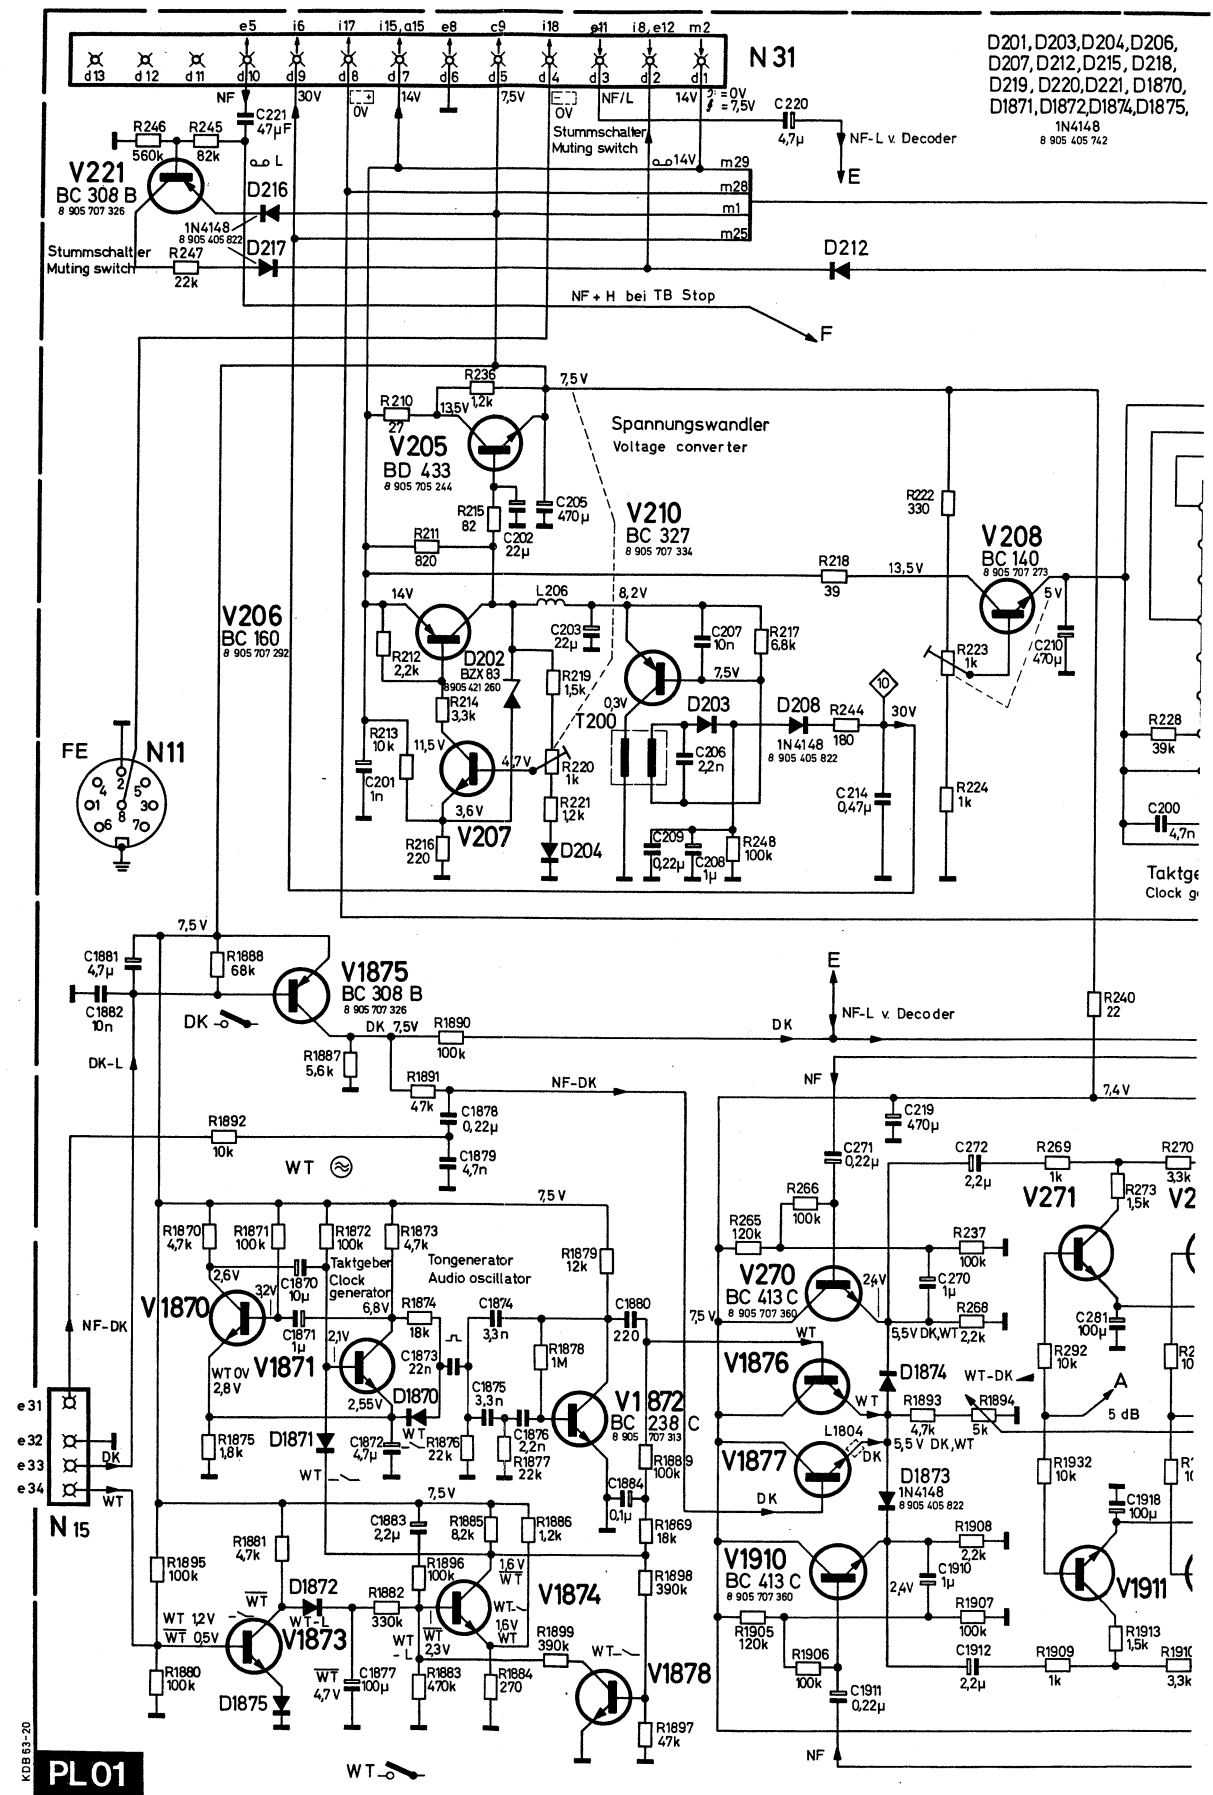 e5 i6 i17 i15,a15 e8 c9 i18 e11 i8,e12 m2
N 31
d13 d12 d11 d10 d9 d8 d7 d6 d5 d4 d3 d2 d1
D201, D203, D204, D206,
D207, D212, D215, D218,
D219, D220, D221, D1870,
D1871, D1872, D1874, D1875,
1N4148
8 905 405 742
NF 30V 0V 14V 7,5V 0V NF/L 14V
= 0V
= 7,5V
C221
47µF
C220
4,7µ
NF-L v. Decoder
E
Stummschalter
Muting switch
R246
560k
R245
82k
L
14V
m29
m28
m1
m25
V221
BC 308 B
8 905 707 326
D216
1N4148
8 905 405 822
D217
Stummschalter
Muting switch
R247
22k
D212
NF + H bei TB Stop
F
R236
1,2k
7,5V
R210
27
13,5V
V205
BD 433
8 905 705 244
Spannungswandler
Voltage converter
R215
82
C202
22µ
C205
470µ
V210
BC 327
8 905 707 334
R211
820
R222
330
V208
BC 140
8 905 707 273
R218
39
13,5V
5V
L206
8,2V
14V
V206
BC 160
8 905 707 292
R212
2,2k
D202
BZX 83
8905 421 260
C203
22µ
C207
10n
R217
6,8k
C210
470µ
R223
1k
R214
3,3k
R219
1,5k
7,5V
0,3V
D203
D208
1N4148
8 905 405 822
R244
180
10
30V
T200
R213
10k
11,5V
4,7V
R220
1k
C206
2,2n
C201
1n
R228
39k
FE
N11
2 4 5 1 3 8 6 7
3,6V
V207
R221
1,2k
C214
0,47µ
R224
1k
R216
220
D204
C209
0,22µ
C208
1µ
R248
100k
C200
4,7n
Taktge
Clock g
7,5V
C1881
4,7µ
R1888
68k
V1875
BC 308 B
8 905 707 326
E
C1882
10n
DK
DK 7,5V
R1890
100k
DK
NF-L v. Decoder
R240
22
DK-L
R1887
5,6k
R1891
47k
NF-DK
NF
7,4V
C1878
0,22µ
C219
470µ
R1892
10k
C1879
4,7n
WT
C271
0,22µ
C272
2,2µ
R269
1k
R270
3,3k
7,5V
R266
100k
V271
R273
1,5k
V2
R1870
4,7k
R1871
100k
R1872
100k
R1873
4,7k
R1879
12k
R265
120k
R237
100k
Taktgeber
Clock
generator
Tongenerator
Audio oscillator
V270
BC 413 C
8 905 707 360
2,4V
C270
1µ
2,6V
3,2V
C1870
10µ
V1870
6,8V
R1874
18k
C1874
3,3n
C1880
220
7,5V
R268
2,2k
C281
100µ
5,5V DK,WT
C1871
1µ
NF-DK
V1871
2,1V
C1873
22n
R1878
1M
WT
V1876
D1874
WT-DK
R292
10k
R2
10
WT 0V
2,8V
2,55V
D1870
C1875
3,3n
V1872
BC 238 C
8 905 707 313
WT
R1893
4,7k
R1894
5k
A
5 dB
e31
e32
e33
e34
DK
WT
N 15
R1875
1,8k
D1871
C1872
4,7µ
WT
R1876
22k
C1876
2,2n
R1877
22k
R1889
100k
L1804
DK
5,5V DK,WT
V1877
WT
D1873
1N4148
8 905 405 822
R1932
10k
R1
10
7,5V
C1884
0,1µ
DK
C1918
100µ
R1881
4,7k
C1883
2,2µ
R1885
8,2k
R1886
1,2k
R1869
18k
R1908
2,2k
R1895
100k
R1896
100k
1,6V
WT
V1910
BC 413 C
8 905 707 360
2,4V
C1910
1µ
V1911
R1898
390k
D1872
R1882
330k
V1874
WT
1,6V
WT
WT 1,2V
WT 0,5V
WT-L
V1873
WT
2,3V
WT
-L
R1899
390k
WT
R1905
120k
R1907
100k
R1913
1,5k
R1906
100k
C1912
2,2µ
R1909
1k
R1910
3,3k
R1880
100k
D1875
WT
4,7V
C1877
100µ
R1883
470k
R1884
270
V1878
C1911
0,22µ
R1897
47k
WT
NF
KDB 63-20
PL 01